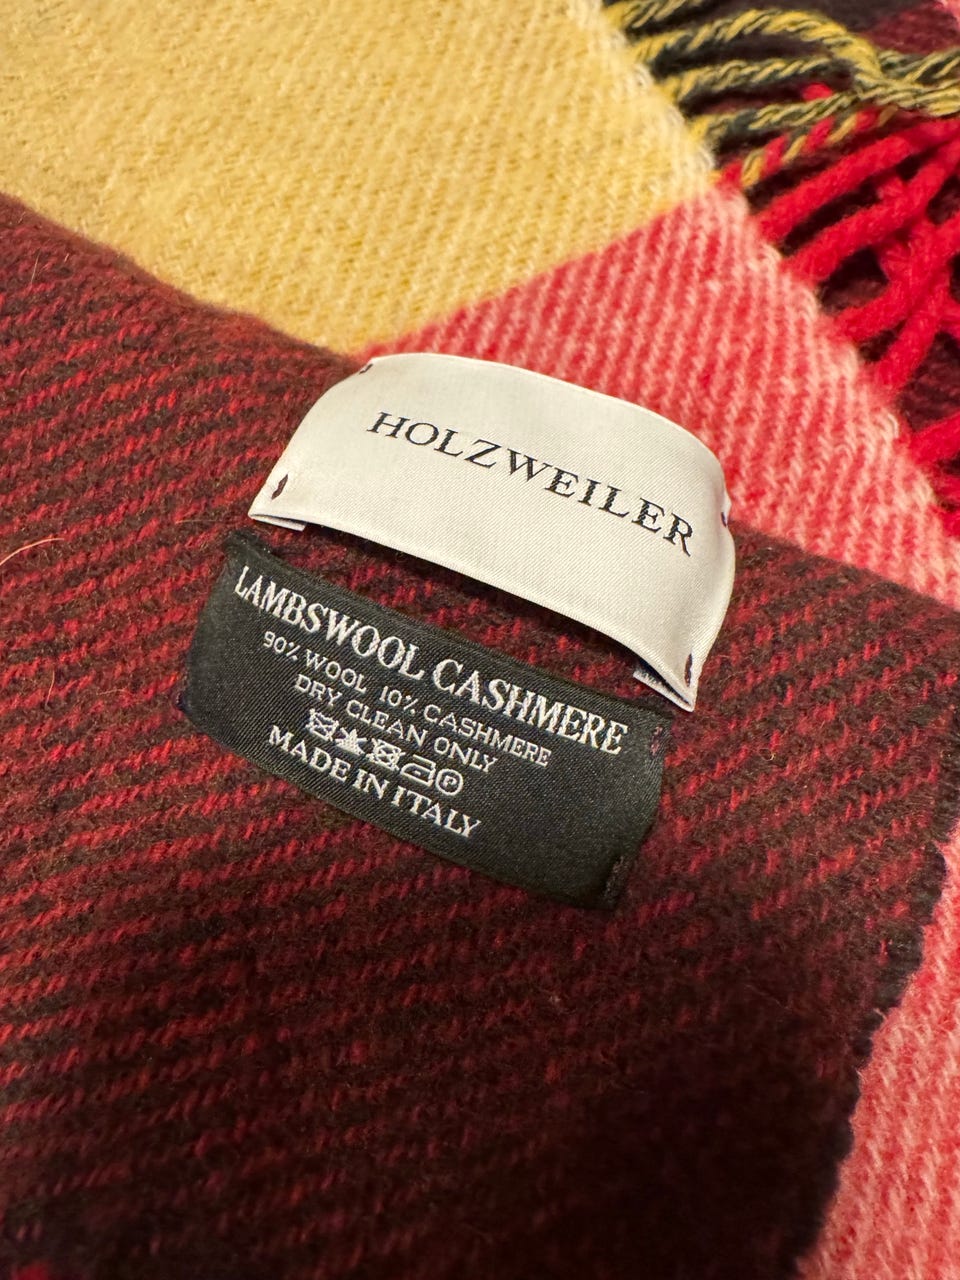 HOLZWEILER
LAMBSWOOL CASHMERE
90% WOOL 10% CASHMERE
DRY CLEAN ONLY
P
MADE IN ITALY